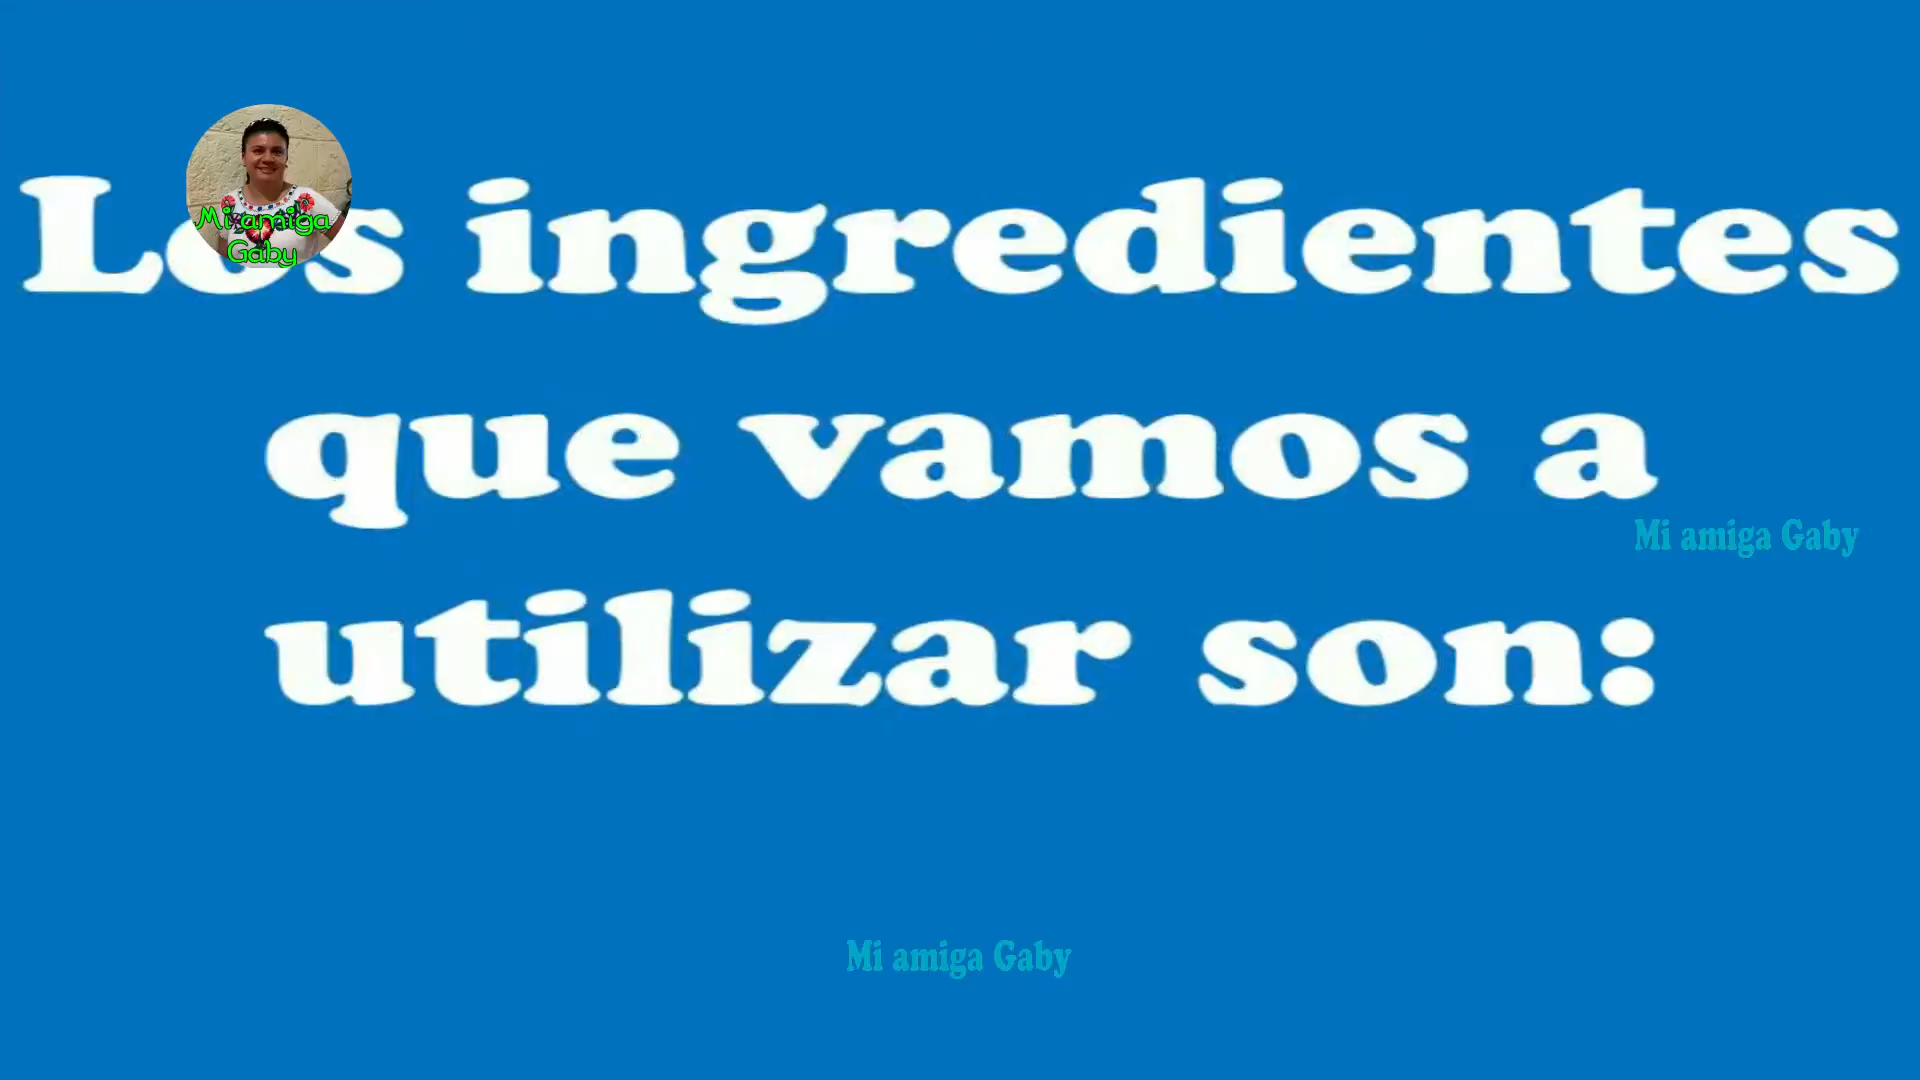 Mi amiga
Gaby
Los ingredientes
que vamos a
Mi amiga Gaby
utilizar son:
Mi amiga Gaby